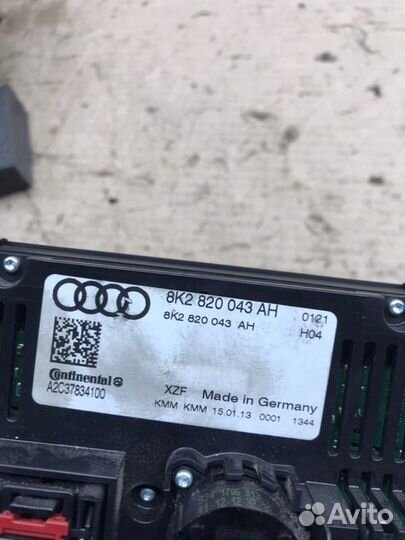 8K2 820 043 AH 0121
8K2 820 043 AH H04
Continental
A2C37834100
XZF Made in Germany
KMM KMM 15.01.13 0001 1344
Avito